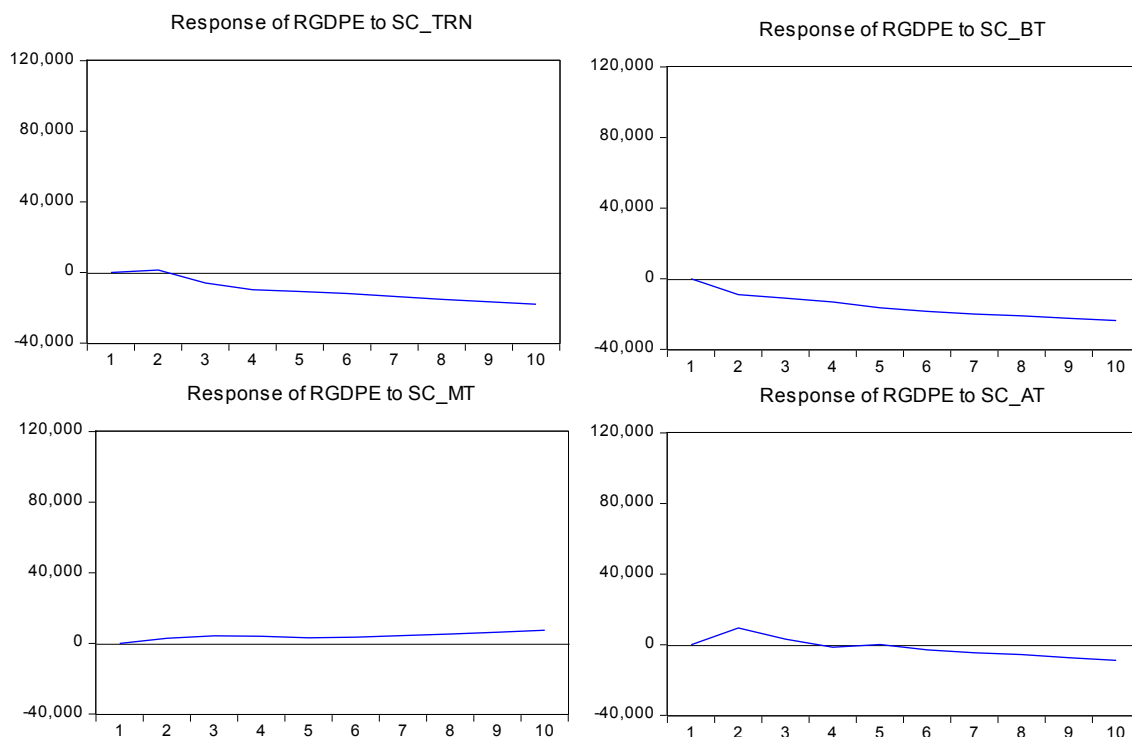 Response of RGDPE to SC_TRN
120,000
80,000
40,000
0
-40,000
1 2 3 4 5 6 7 8 9 10
Response of RGDPE to SC_BT
120,000
80,000
40,000
0
-40,000
1 2 3 4 5 6 7 8 9 10
Response of RGDPE to SC_MT
120,000
80,000
40,000
0
-40,000
1 2 3 4 5 6 7 8 9 10
Response of RGDPE to SC_AT
120,000
80,000
40,000
0
-40,000
1 2 3 4 5 6 7 8 9 10